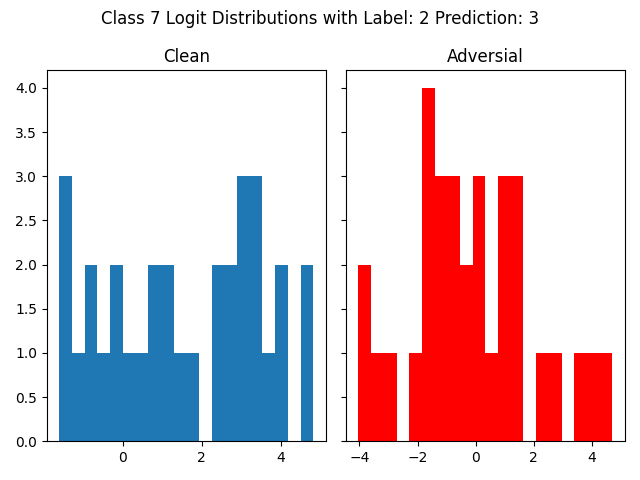 Class 7 Logit Distributions with Label: 2 Prediction: 3
Clean
Adversial
4.0
3.5
3.0
2.5
2.0
1.5
1.0
0.5
0.0
0 2 4
−4 −2 0 2 4